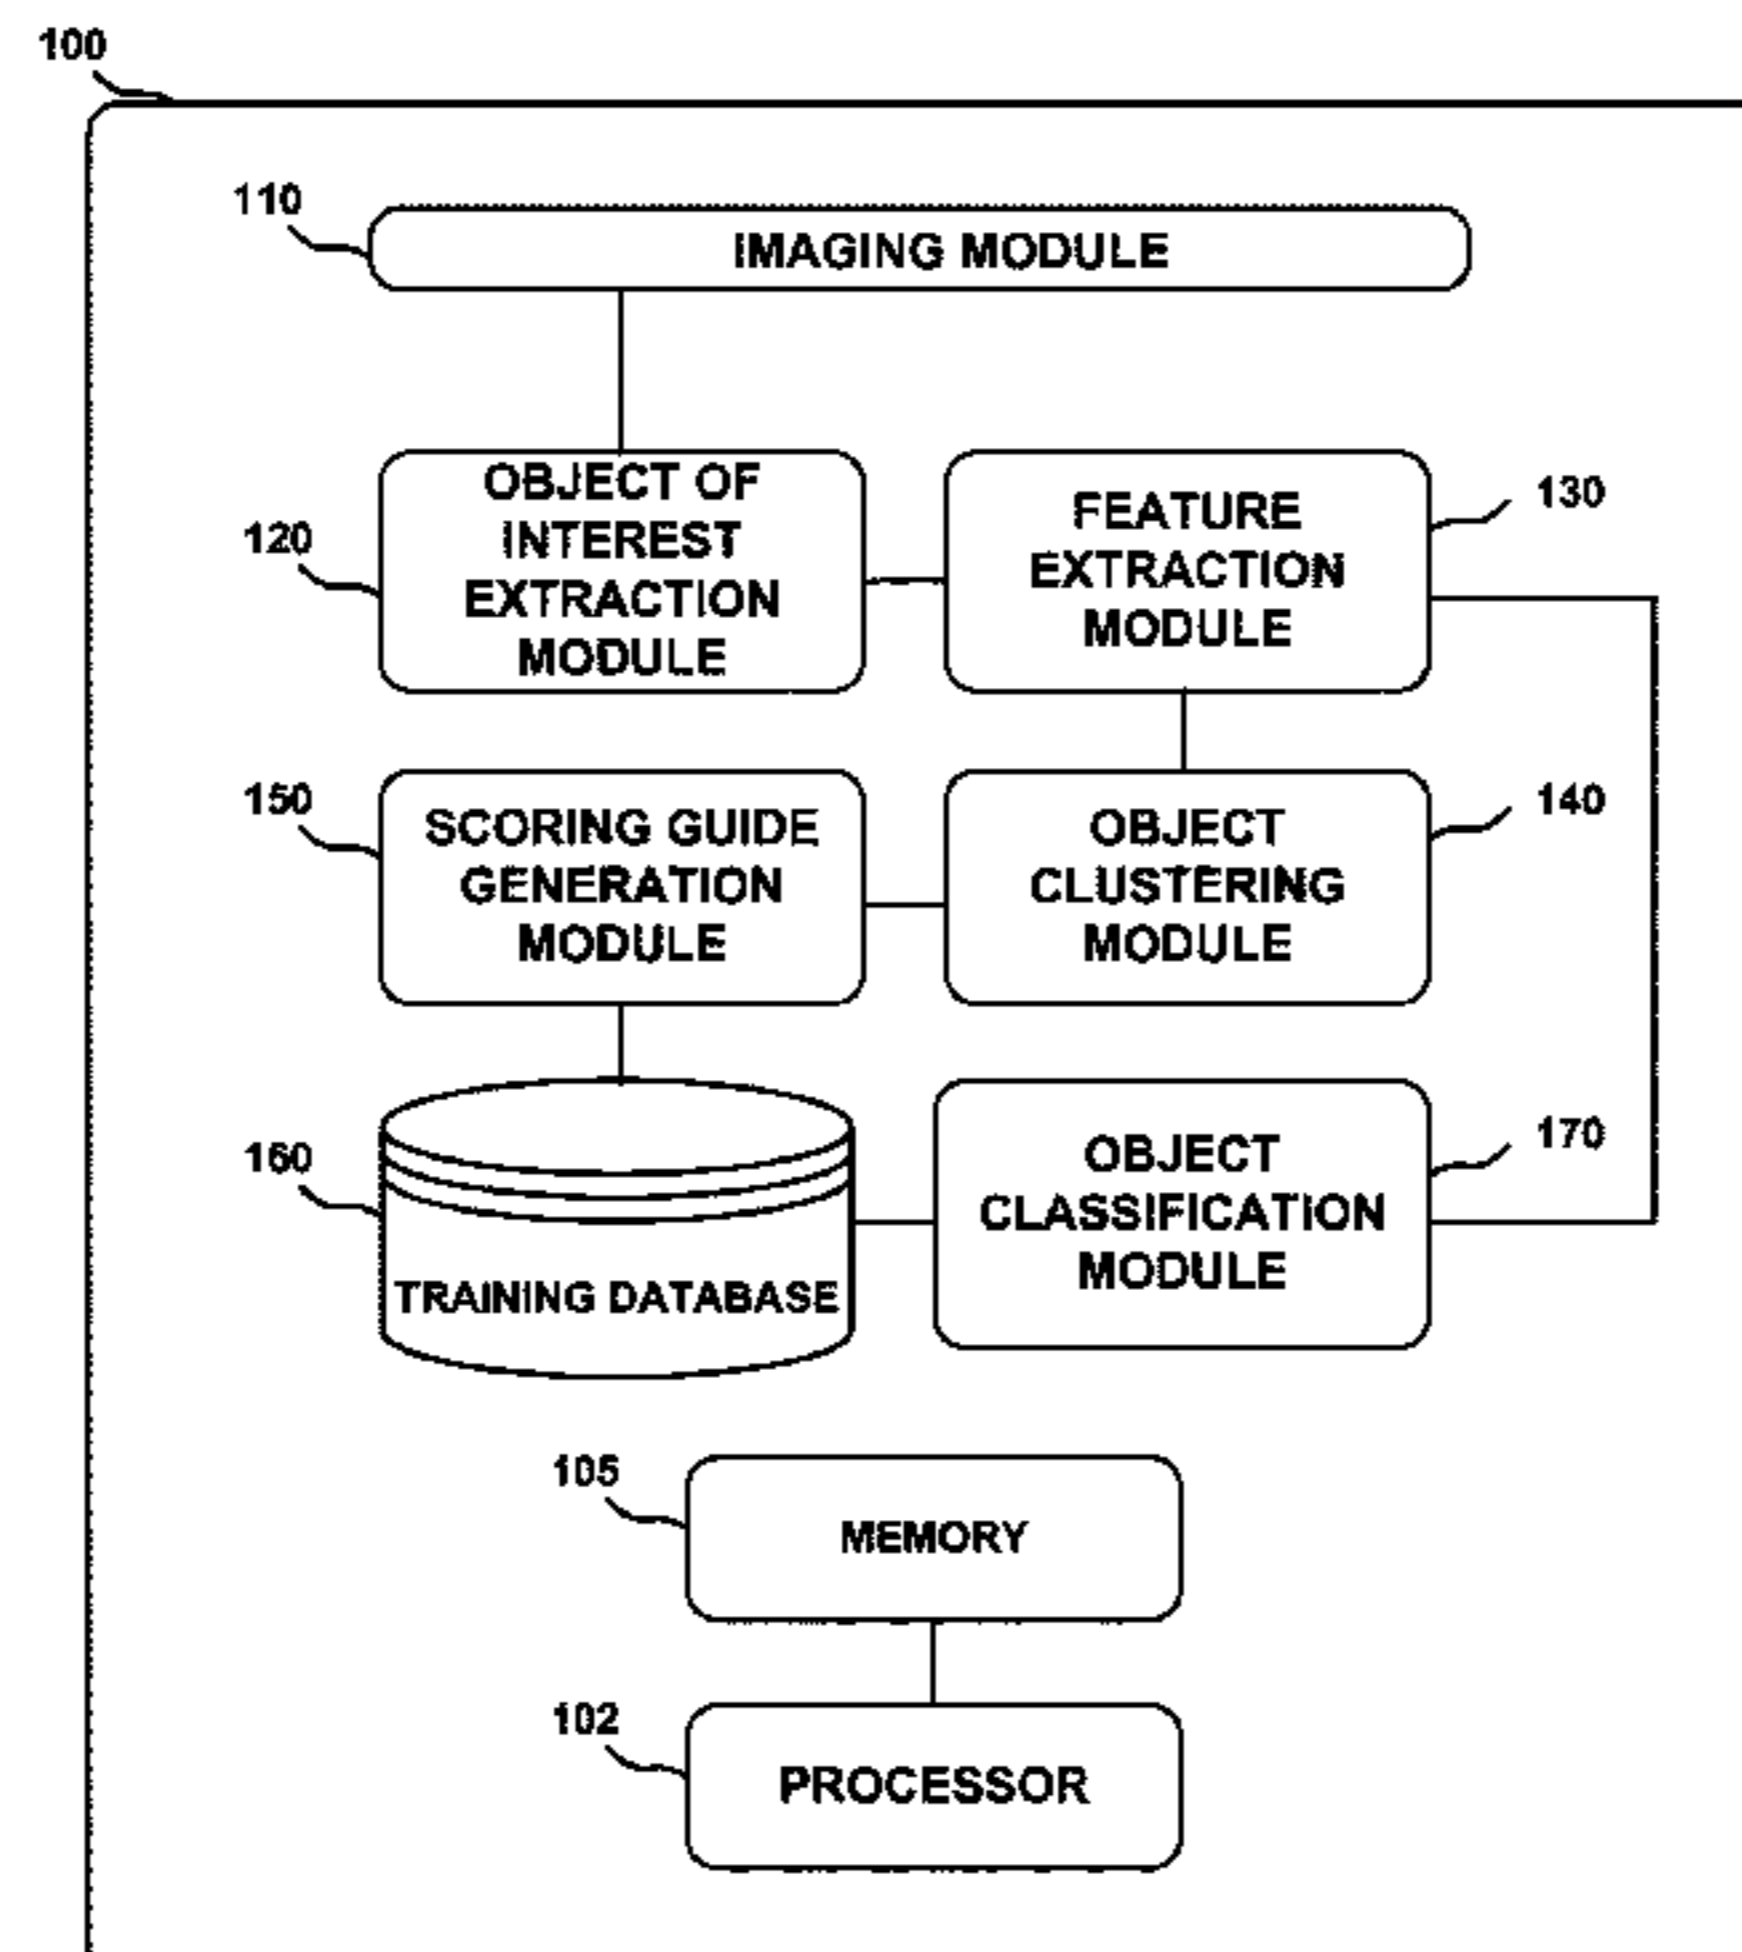 100
110
IMAGING MODULE
120
OBJECT OF
INTEREST
EXTRACTION
MODULE
FEATURE
EXTRACTION
MODULE
130
150
SCORING GUIDE
GENERATION
MODULE
OBJECT
CLUSTERING
MODULE
140
160
TRAINING DATABASE
OBJECT
CLASSIFICATION
MODULE
170
105
MEMORY
102
PROCESSOR